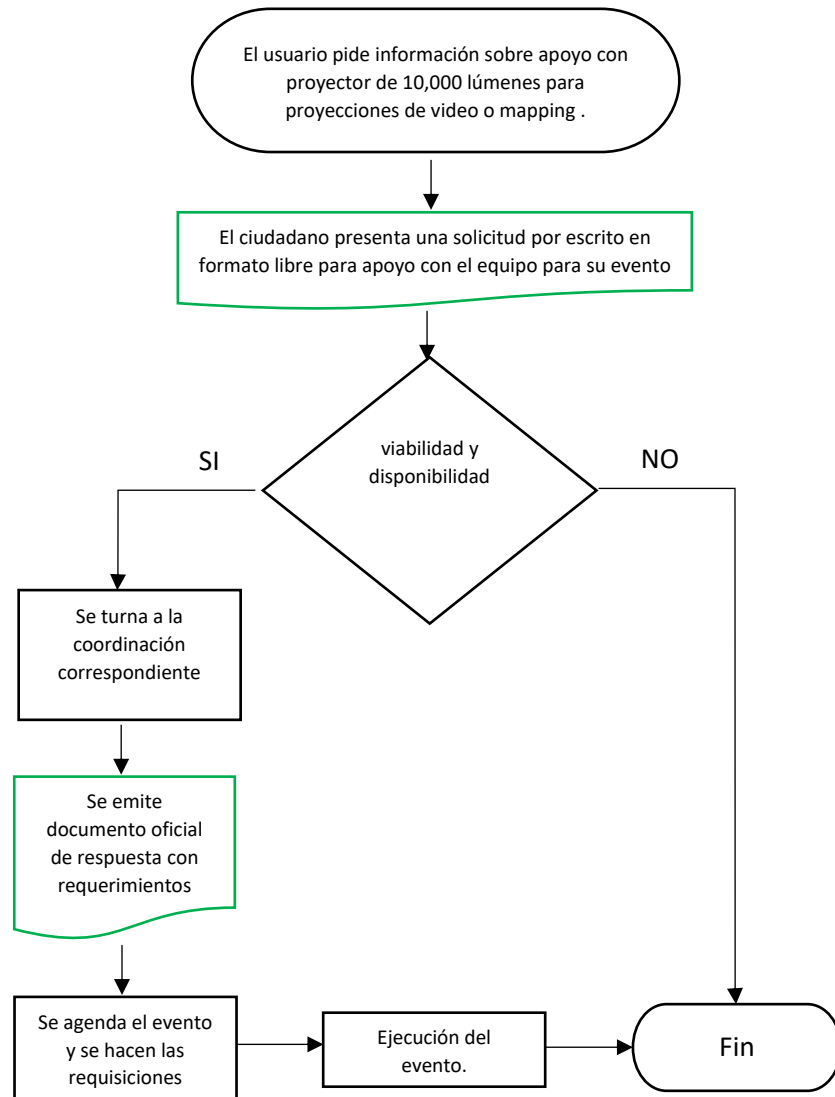 El usuario pide información sobre apoyo con
proyector de 10,000 lúmenes para
proyecciones de video o mapping .
El ciudadano presenta una solicitud por escrito en
formato libre para apoyo con el equipo para su evento
viabilidad y
disponibilidad
SI
NO
Se turna a la
coordinación
correspondiente
Se emite
documento oficial
de respuesta con
requerimientos
Se agenda el evento
y se hacen las
requisiciones
Ejecución del
evento.
Fin